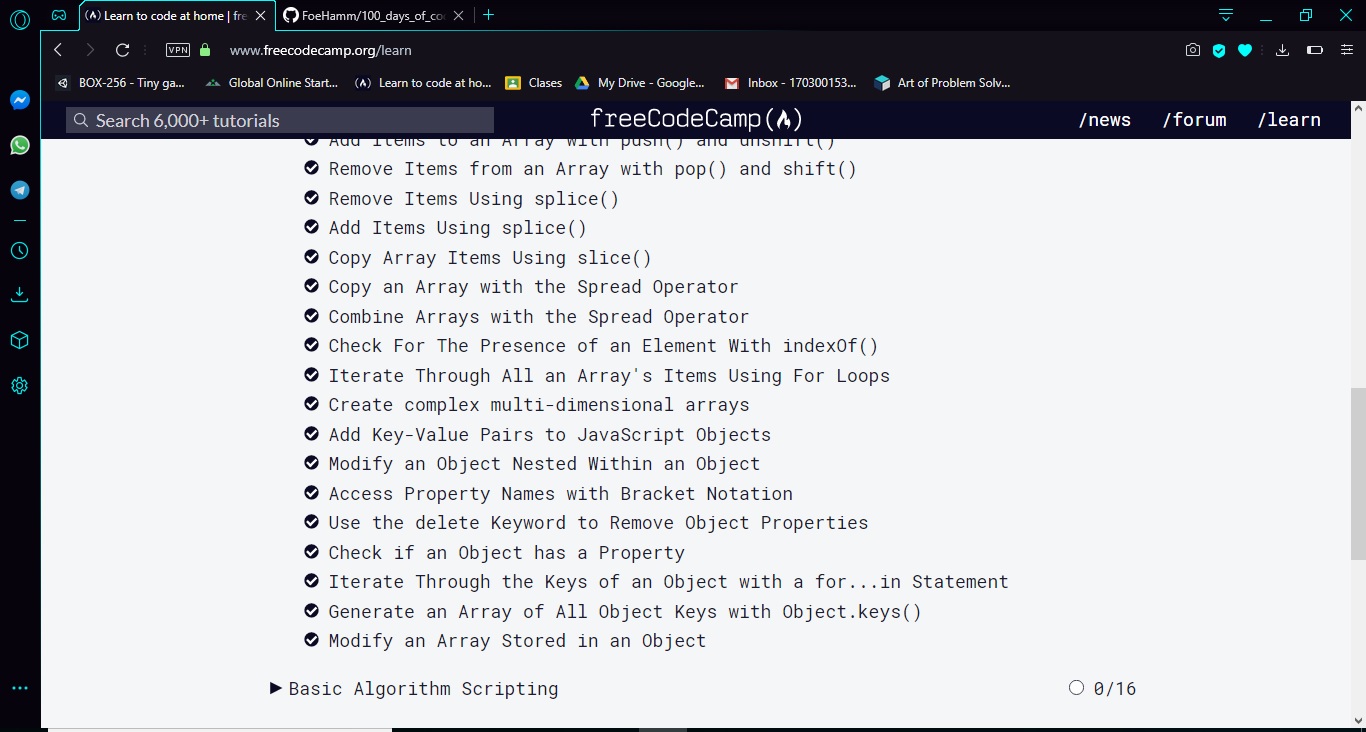 (A) Learn to code at home | fre
FoeHamm/100_days_of_co
VPN www.freecodecamp.org/learn
BOX-256 - Tiny ga... Global Online Start... (A) Learn to code at ho... Clases My Drive - Google... Inbox - 170300153... Art of Problem Solv...
Search 6,000+ tutorials freeCodeCamp /news /forum /learn
Add Items to an Array with push() and unshift()
Remove Items from an Array with pop() and shift()
Remove Items Using splice()
Add Items Using splice()
Copy Array Items Using slice()
Copy an Array with the Spread Operator
Combine Arrays with the Spread Operator
Check For The Presence of an Element With indexOf()
Iterate Through All an Array's Items Using For Loops
Create complex multi-dimensional arrays
Add Key-Value Pairs to JavaScript Objects
Modify an Object Nested Within an Object
Access Property Names with Bracket Notation
Use the delete Keyword to Remove Object Properties
Check if an Object has a Property
Iterate Through the Keys of an Object with a for...in Statement
Generate an Array of All Object Keys with Object.keys()
Modify an Array Stored in an Object
Basic Algorithm Scripting 0/16